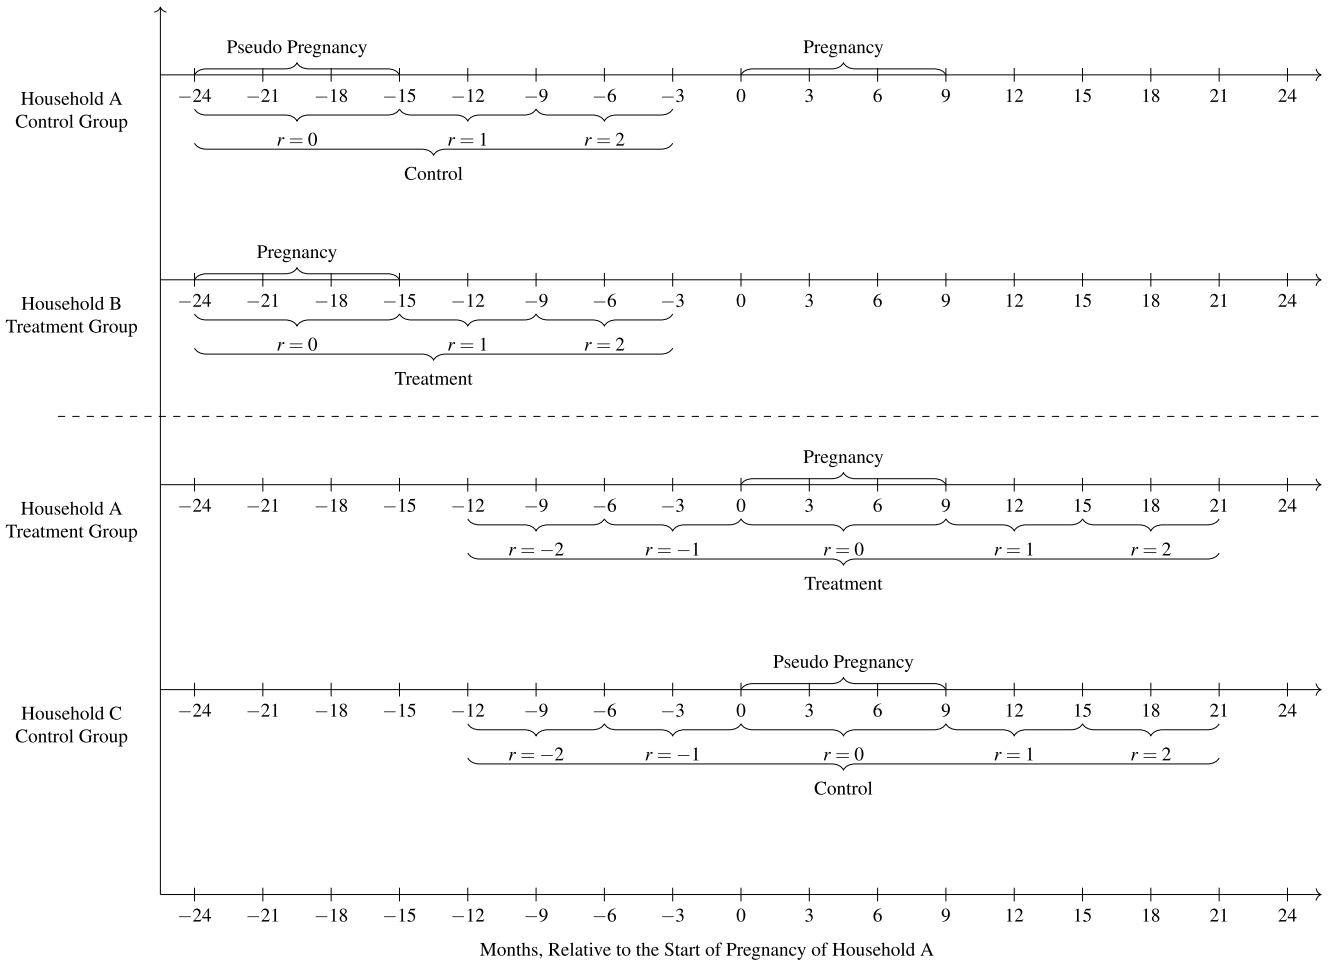 Pseudo Pregnancy Pregnancy
−24 −21 −18 −15 −12 −9 −6 −3 0 3 6 9 12 15 18 21 24
Household A
Control Group
r = 0 r = 1 r = 2
Control
Pregnancy
−24 −21 −18 −15 −12 −9 −6 −3 0 3 6 9 12 15 18 21 24
Household B
Treatment Group
r = 0 r = 1 r = 2
Treatment
Pregnancy
−24 −21 −18 −15 −12 −9 −6 −3 0 3 6 9 12 15 18 21 24
Household A
Treatment Group
r = −2 r = −1 r = 0 r = 1 r = 2
Treatment
Pseudo Pregnancy
−24 −21 −18 −15 −12 −9 −6 −3 0 3 6 9 12 15 18 21 24
Household C
Control Group
r = −2 r = −1 r = 0 r = 1 r = 2
Control
−24 −21 −18 −15 −12 −9 −6 −3 0 3 6 9 12 15 18 21 24
Months, Relative to the Start of Pregnancy of Household A